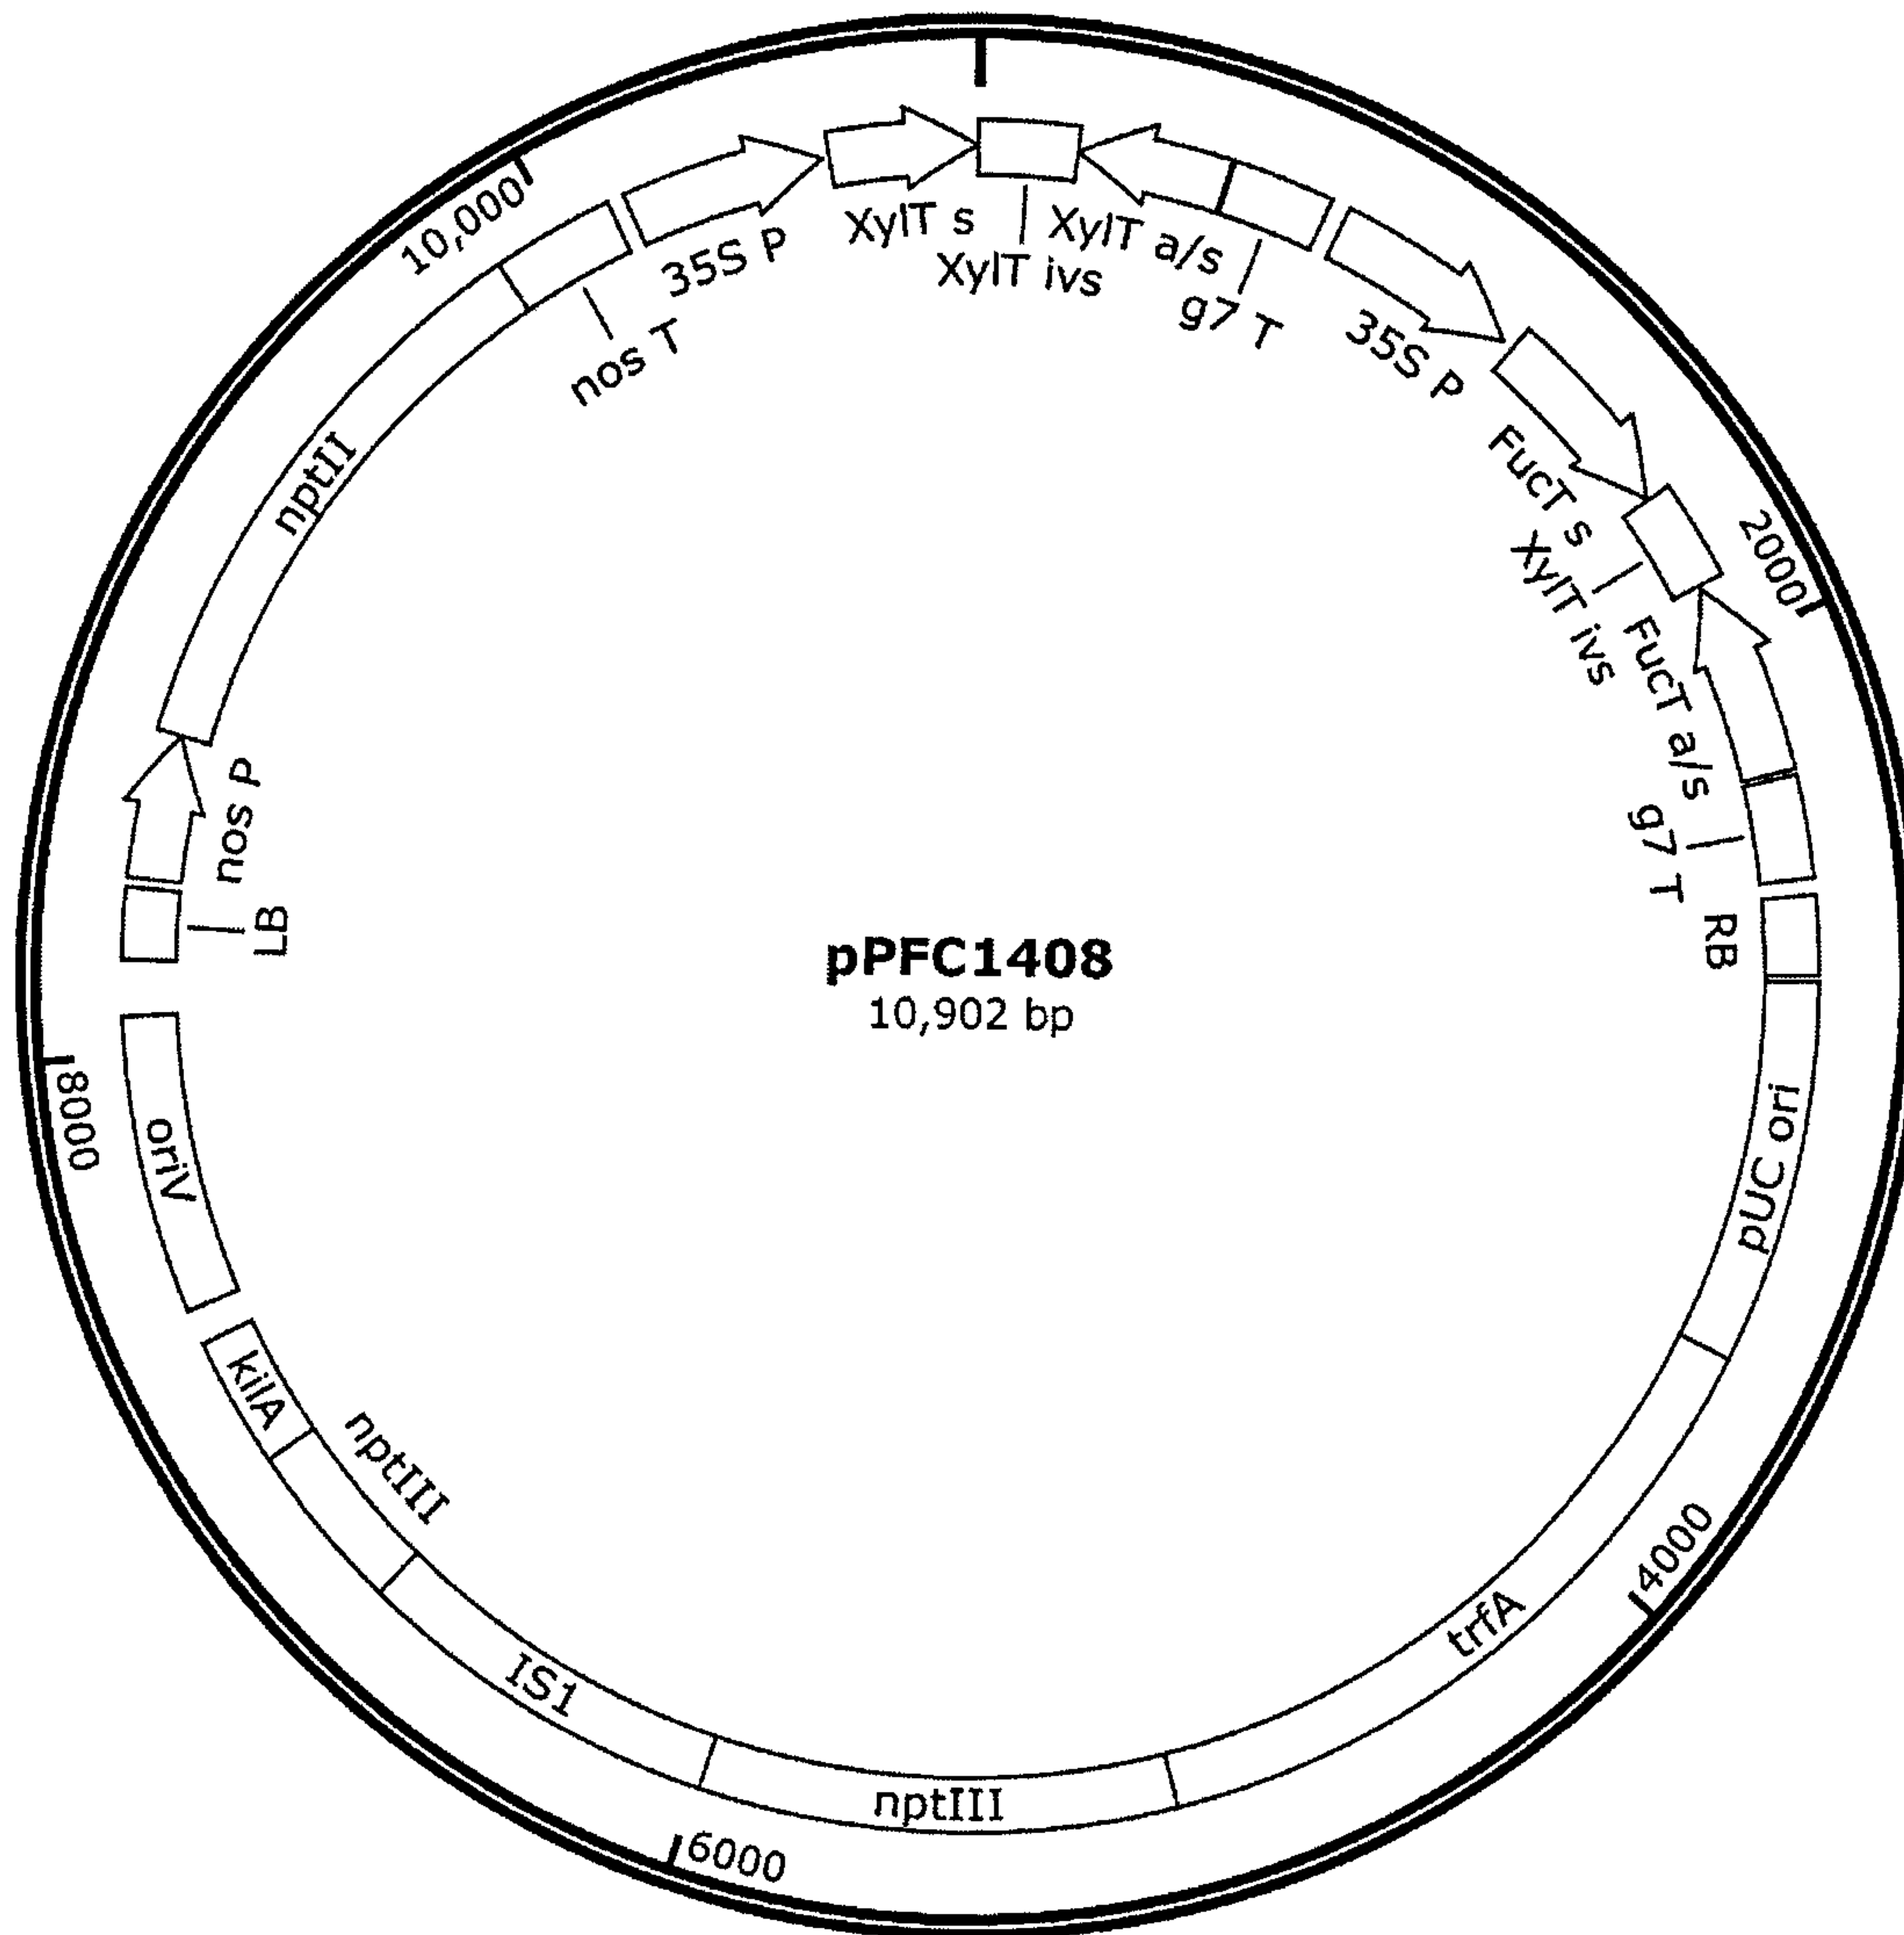 pPFC1408
10,902 bp
XylT s
XylT ivs
XylT a/s
g7 T
35S P
FucT s
XylT ivs
2000
FucT a/s
g7 T
RB
pUC ori
4000
trfA
nptIII
6000
IS1
nptIII
kilA
oriV
8000
LB
nos P
nptII
nos T
10,000
35S P